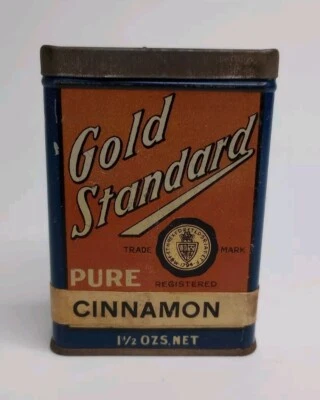 Gold
Standard
TRADE MARK
PURE REGISTERED
CINNAMON
1½ OZS. NET